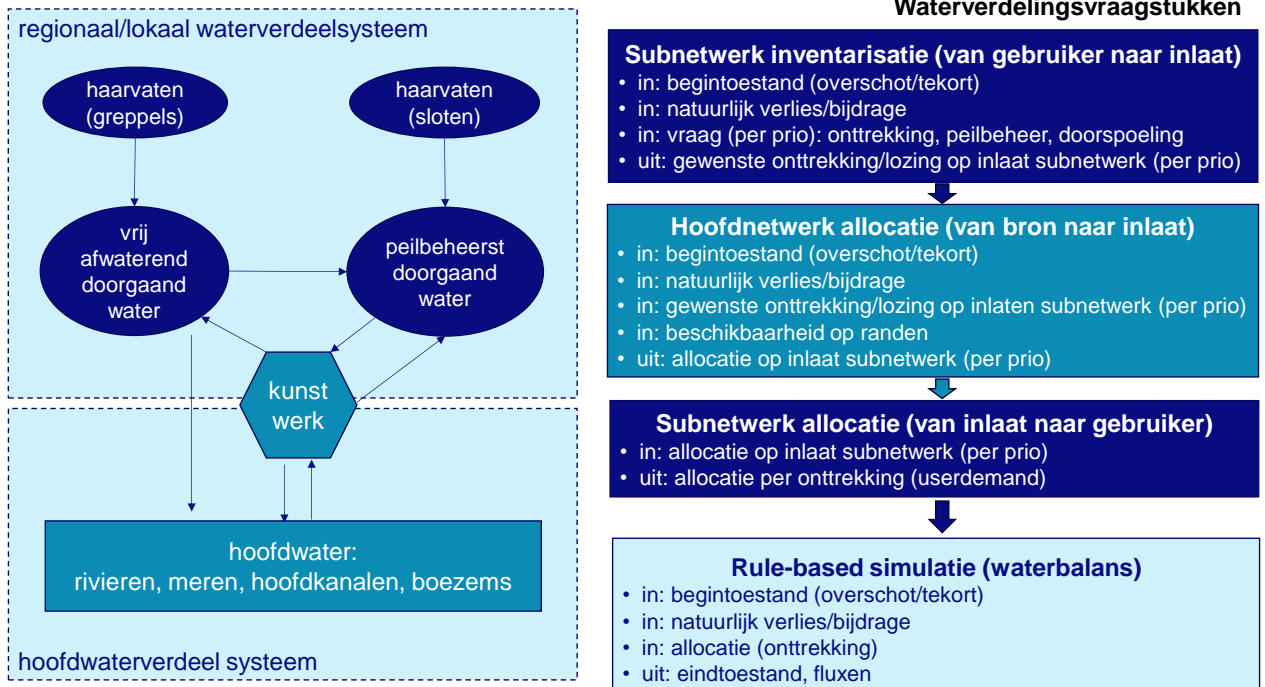 Waterverdelingsvraagstukken
regionaal/lokaal waterverdeelsysteem
haarvaten
(greppels)
haarvaten
(sloten)
vrij
afwaterend
doorgaand
water
peilbeheerst
doorgaand
water
kunst
werk
hoofdwater:
rivieren, meren, hoofdkanalen, boezems
hoofdwaterverdeel systeem
Subnetwerk inventarisatie (van gebruiker naar inlaat)
• in: begintoestand (overschot/tekort)
• in: natuurlijk verlies/bijdrage
• in: vraag (per prio): onttrekking, peilbeheer, doorspoeling
• uit: gewenste onttrekking/lozing op inlaat subnetwerk (per prio)
Hoofdnetwerk allocatie (van bron naar inlaat)
• in: begintoestand (overschot/tekort)
• in: natuurlijk verlies/bijdrage
• in: gewenste onttrekking/lozing op inlaten subnetwerk (per prio)
• in: beschikbaarheid op randen
• uit: allocatie op inlaat subnetwerk (per prio)
Subnetwerk allocatie (van inlaat naar gebruiker)
• in: allocatie op inlaat subnetwerk (per prio)
• uit: allocatie per onttrekking (userdemand)
Rule-based simulatie (waterbalans)
• in: begintoestand (overschot/tekort)
• in: natuurlijk verlies/bijdrage
• in: allocatie (onttrekking)
• uit: eindtoestand, fluxen